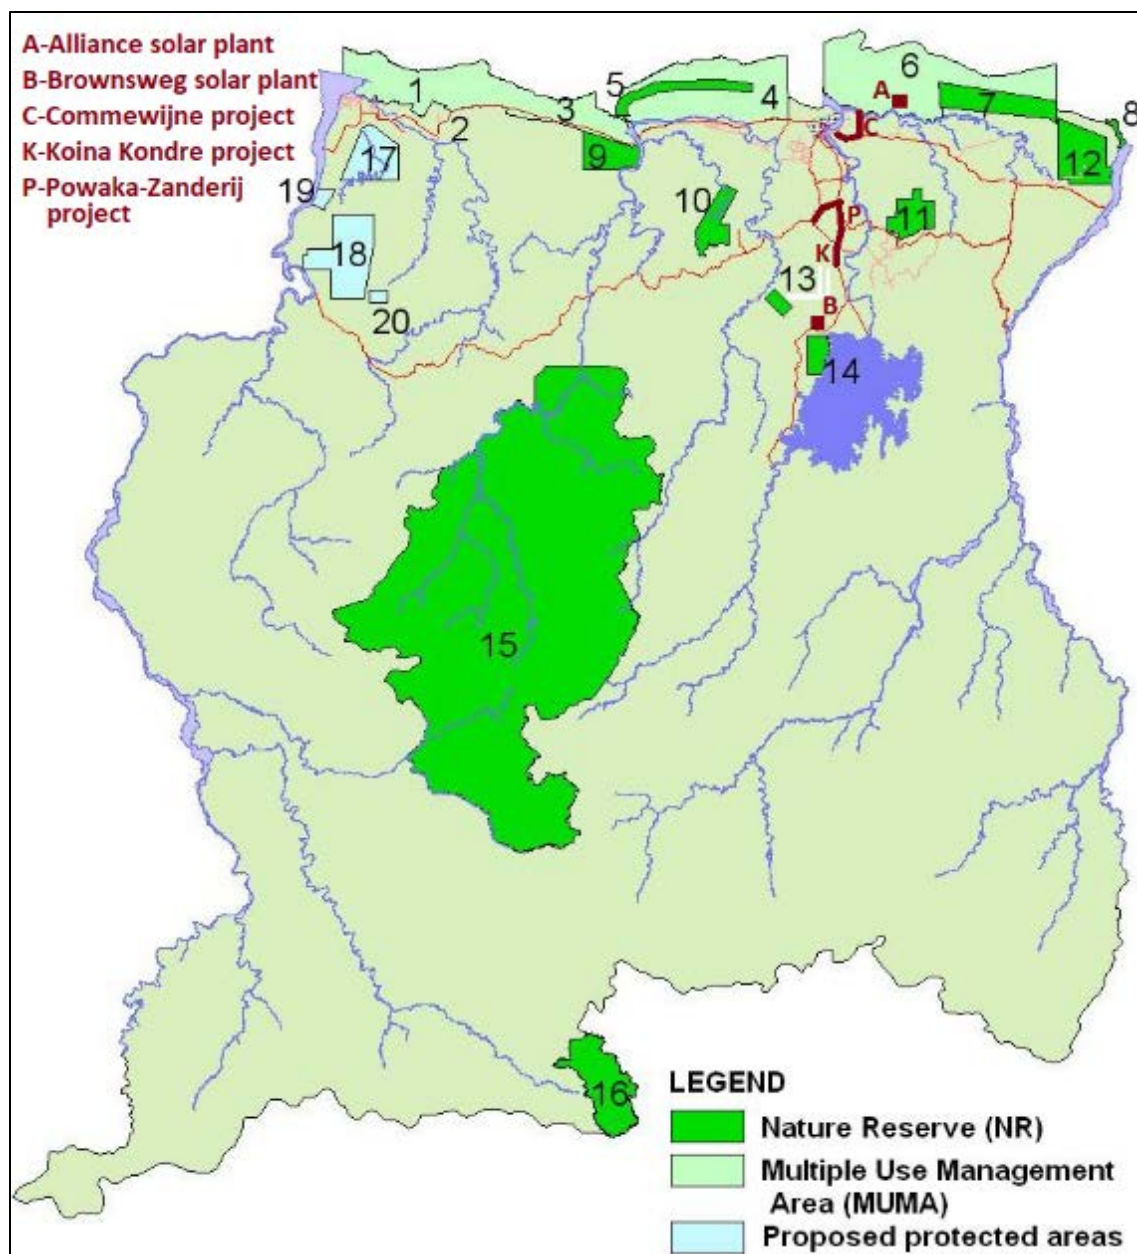 A-Alliance solar plant
B-Brownsweg solar plant
C-Commewijne project
K-Koina Kondre project
P-Powaka-Zanderij
project
1
2
3
4
5
6
7
8
9
10
11
12
13
14
15
16
17
18
19
20
A
C
P
K
B
LEGEND
Nature Reserve (NR)
Multiple Use Management
Area (MUMA)
Proposed protected areas